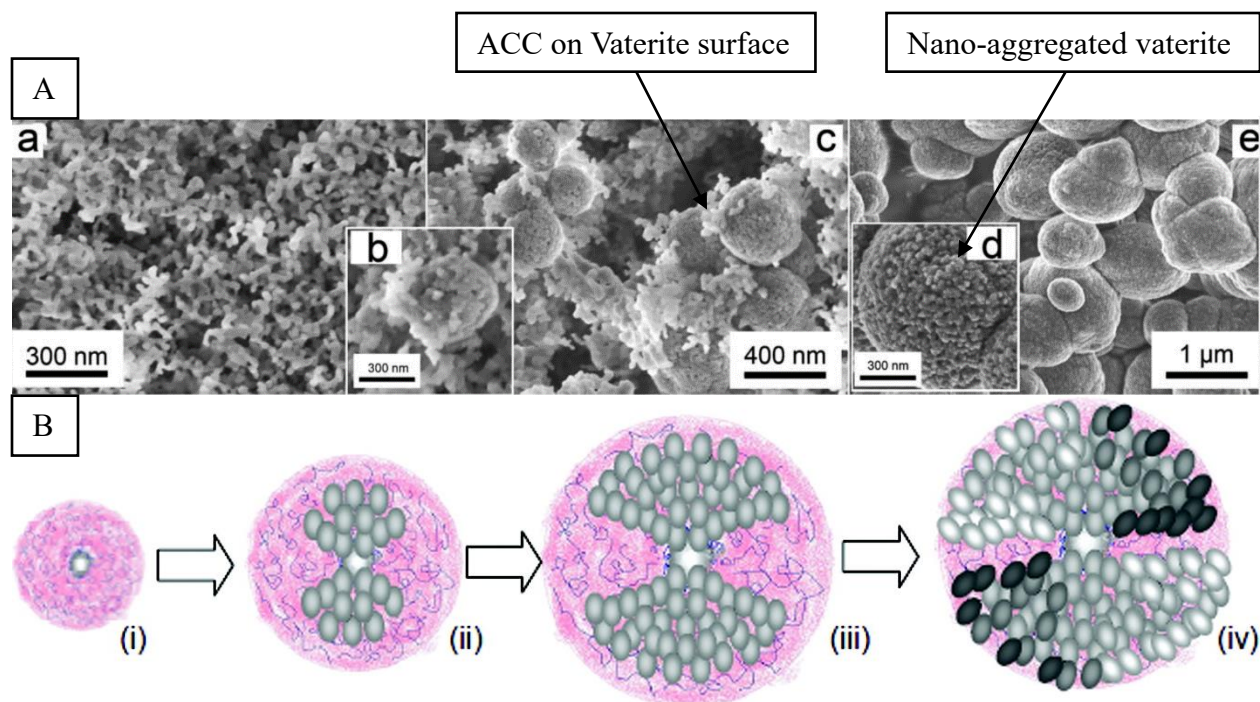 ACC on Vaterite surface
Nano-aggregated vaterite
A
a
c
e
b
d
300 nm
300 nm
400 nm
300 nm
1 µm
B
(i)
(ii)
(iii)
(iv)